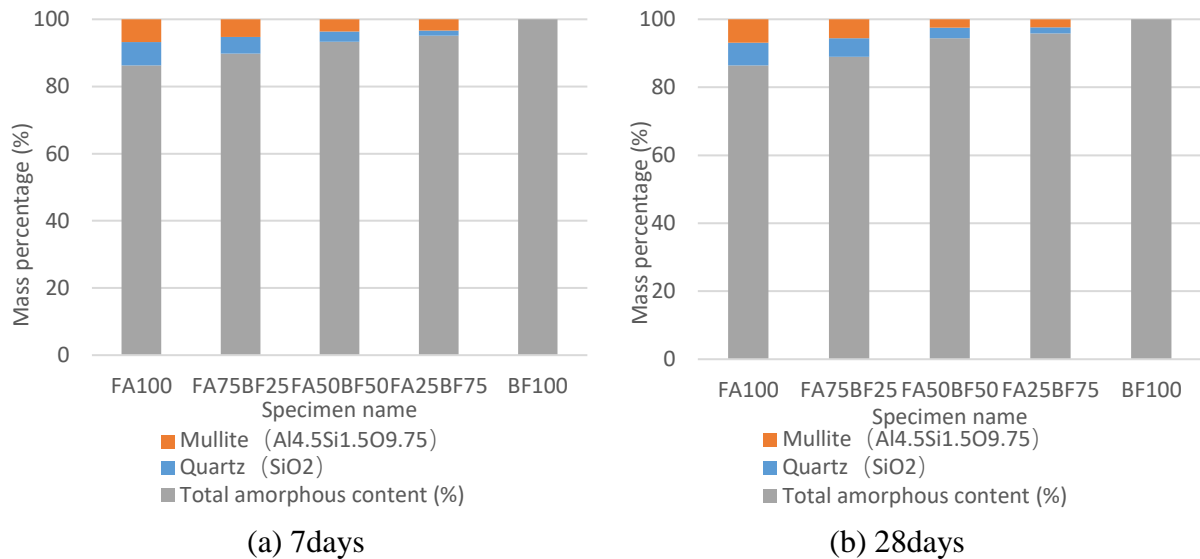 100
80
60
40
20
0
Mass percentage (%)
FA100 FA75BF25 FA50BF50 FA25BF75 BF100
Specimen name
Mullite（Al4.5Si1.5O9.75）
Quartz（SiO2）
Total amorphous content (%)
(a) 7days
100
80
60
40
20
0
Mass percentage (%)
FA100 FA75BF25 FA50BF50 FA25BF75 BF100
Specimen name
Mullite（Al4.5Si1.5O9.75）
Quartz（SiO2）
Total amorphous content (%)
(b) 28days